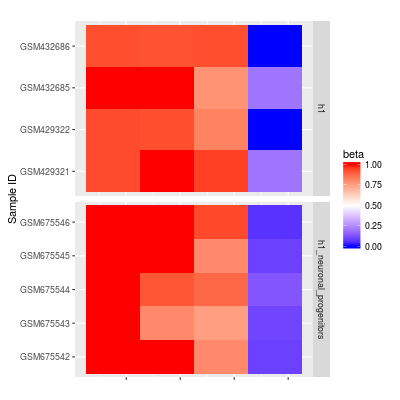 GSM432686
GSM432685
GSM429322
GSM429321
h1
GSM675546
GSM675545
GSM675544
GSM675543
GSM675542
h1_neuronal_progenitors
Sample ID
beta
1.00
0.75
0.50
0.25
0.00